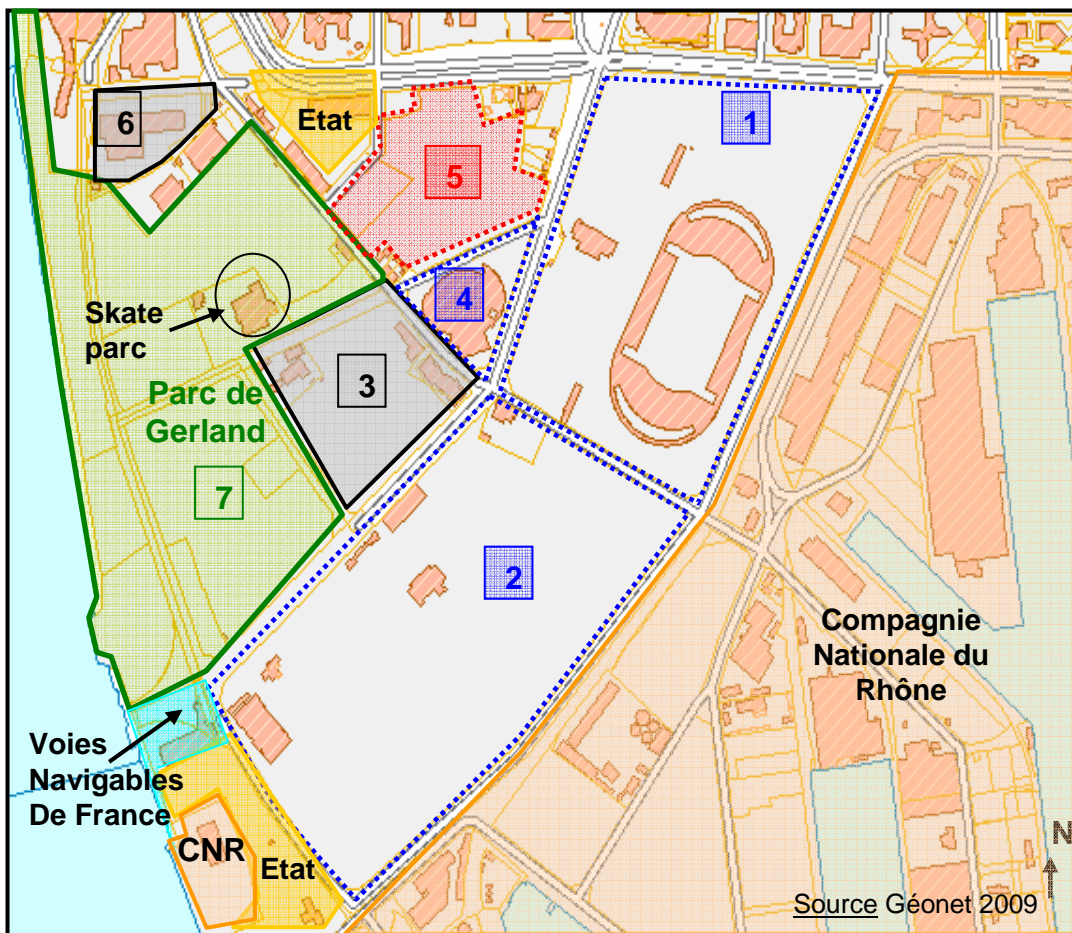 6
Etat
1
5
4
Skate
parc
3
Parc de
Gerland
7
2
Compagnie
Nationale du
Rhône
Voies
Navigables
De France
CNR
Etat
N
Source Géonet 2009